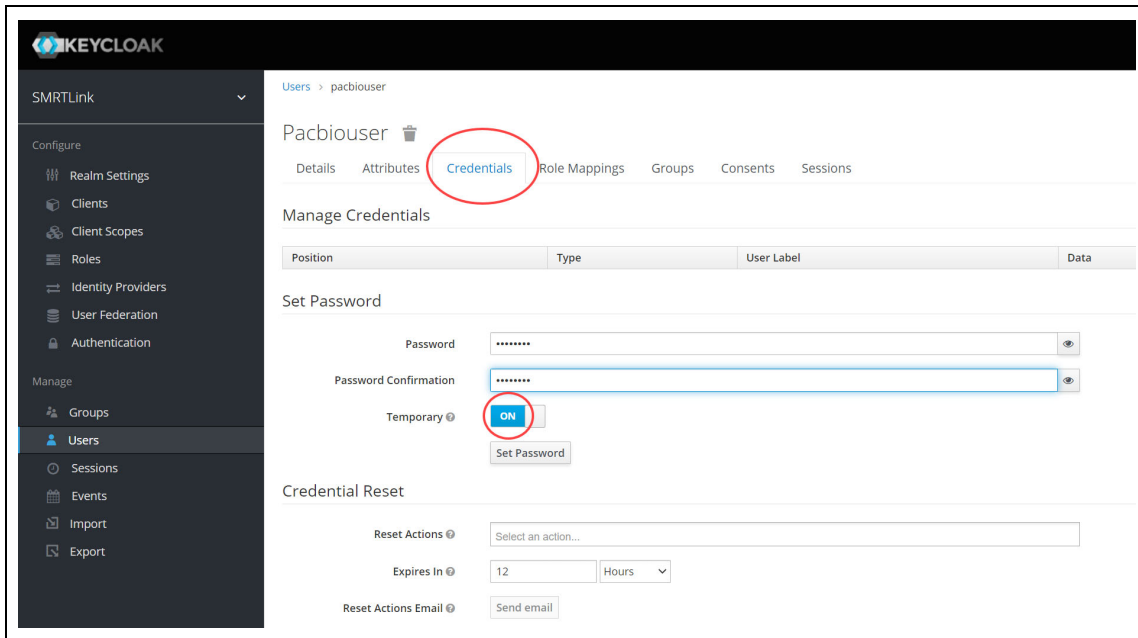 KEYCLOAK
SMRTLink
Configure
Realm Settings
Clients
Client Scopes
Roles
Identity Providers
User Federation
Authentication
Manage
Groups
Users
Sessions
Events
Import
Export
Users > pacbiouser
Pacbiouser
Details Attributes Credentials Role Mappings Groups Consents Sessions
Manage Credentials
Position Type User Label Data
Set Password
Password ••••••••
Password Confirmation ••••••••
Temporary ON
Set Password
Credential Reset
Reset Actions Select an action...
Expires In 12 Hours
Reset Actions Email Send email